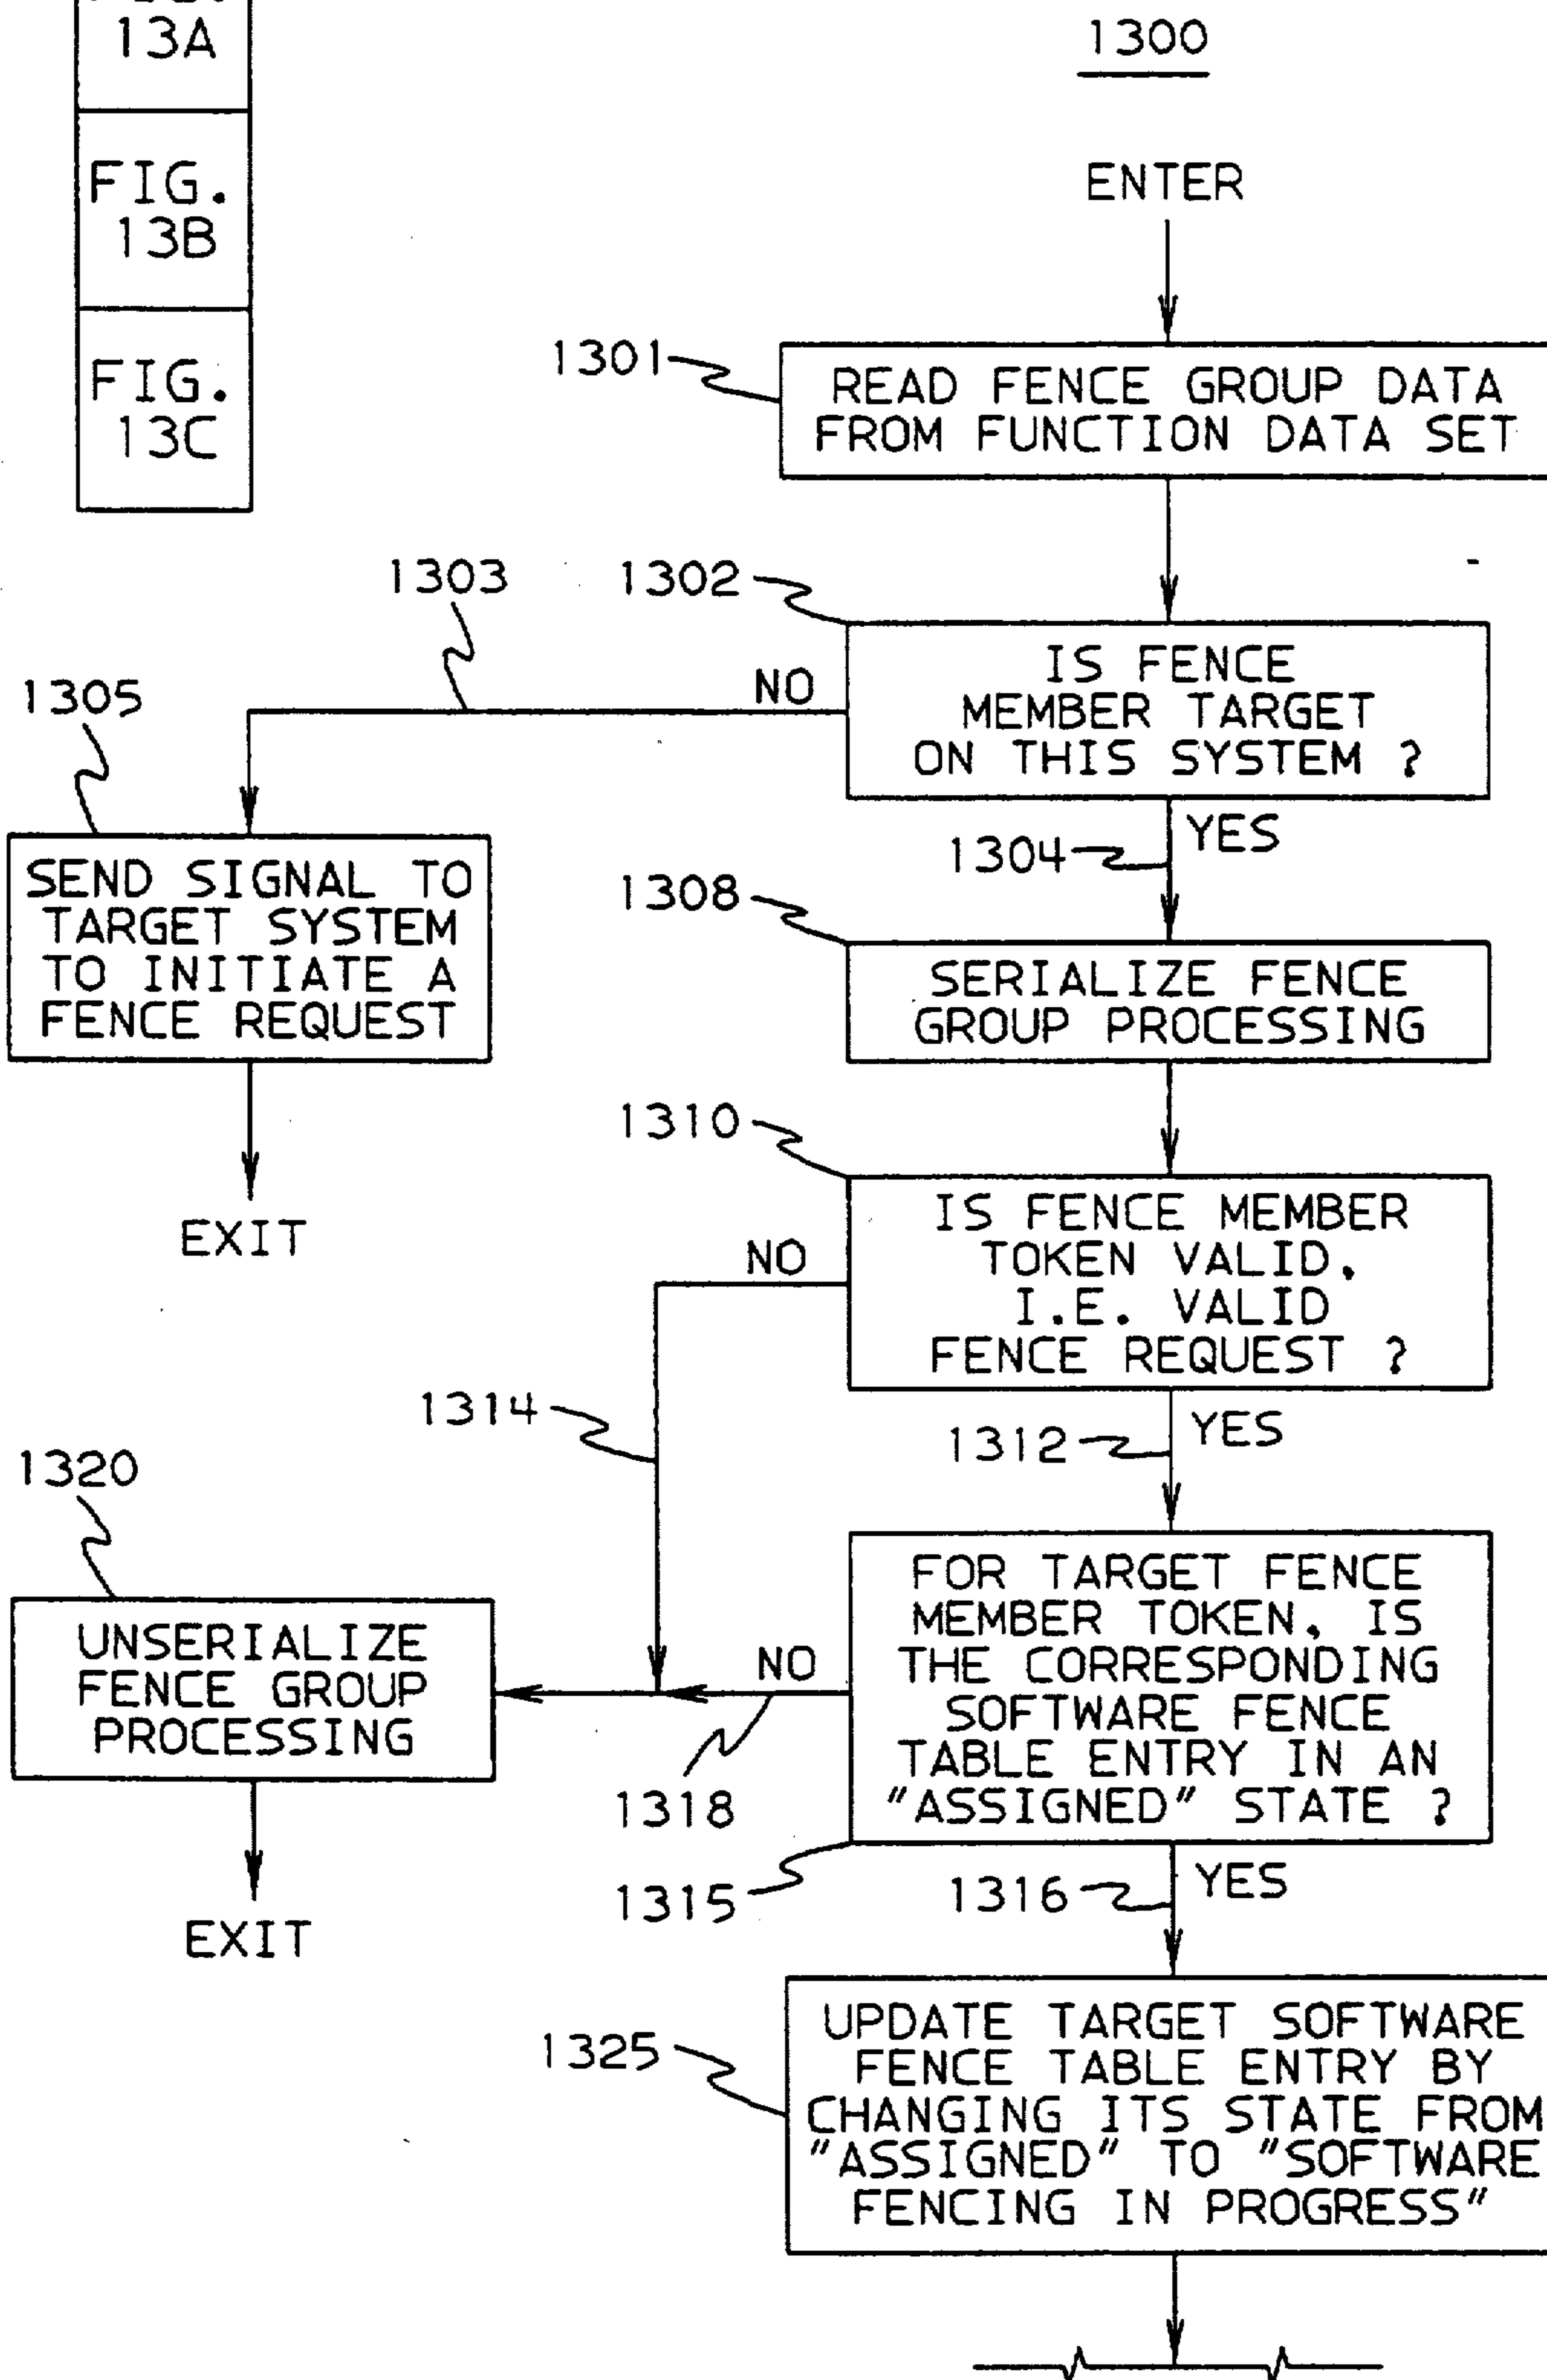 13A
FIG.
13B
FIG.
13C
1300
ENTER
1301
READ FENCE GROUP DATA
FROM FUNCTION DATA SET
1303
1302
IS FENCE
MEMBER TARGET
ON THIS SYSTEM ?
NO
1305
YES
1304
SEND SIGNAL TO
TARGET SYSTEM
TO INITIATE A
FENCE REQUEST
EXIT
1308
SERIALIZE FENCE
GROUP PROCESSING
1310
IS FENCE MEMBER
TOKEN VALID,
I.E. VALID
FENCE REQUEST ?
NO
1314
YES
1312
1320
FOR TARGET FENCE
MEMBER TOKEN, IS
THE CORRESPONDING
SOFTWARE FENCE
TABLE ENTRY IN AN
"ASSIGNED" STATE ?
NO
UNSERIALIZE
FENCE GROUP
PROCESSING
EXIT
1318
1315
1316
YES
1325
UPDATE TARGET SOFTWARE
FENCE TABLE ENTRY BY
CHANGING ITS STATE FROM
"ASSIGNED" TO "SOFTWARE
FENCING IN PROGRESS"